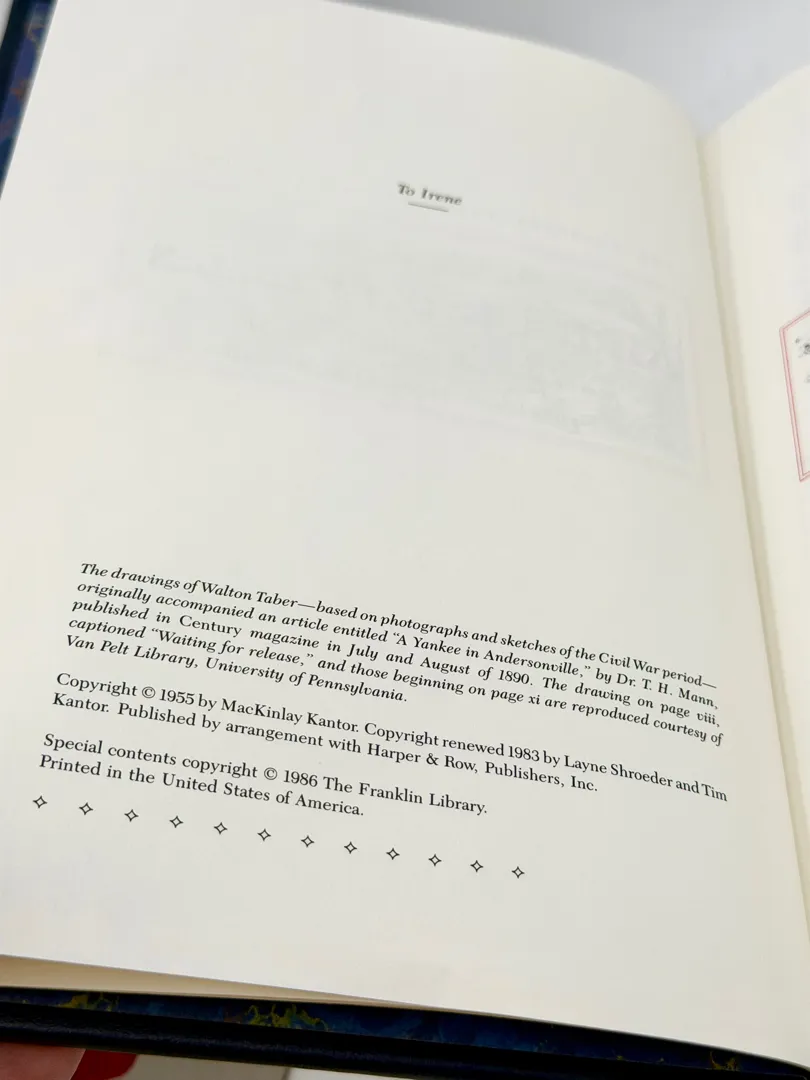 To Irene
The drawings of Walton Taber—based on photographs and sketches of the Civil War period—
originally accompanied an article entitled "A Yankee in Andersonville," by Dr. T. H. Mann,
published in Century magazine in July and August of 1890. The drawing on page viii,
captioned "Waiting for release," and those beginning on page xi are reproduced courtesy of
Van Pelt Library, University of Pennsylvania.
Copyright © 1955 by MacKinlay Kantor. Copyright renewed 1983 by Layne Shroeder and Tim
Kantor. Published by arrangement with Harper & Row, Publishers, Inc.
Special contents copyright © 1986 The Franklin Library.
Printed in the United States of America.